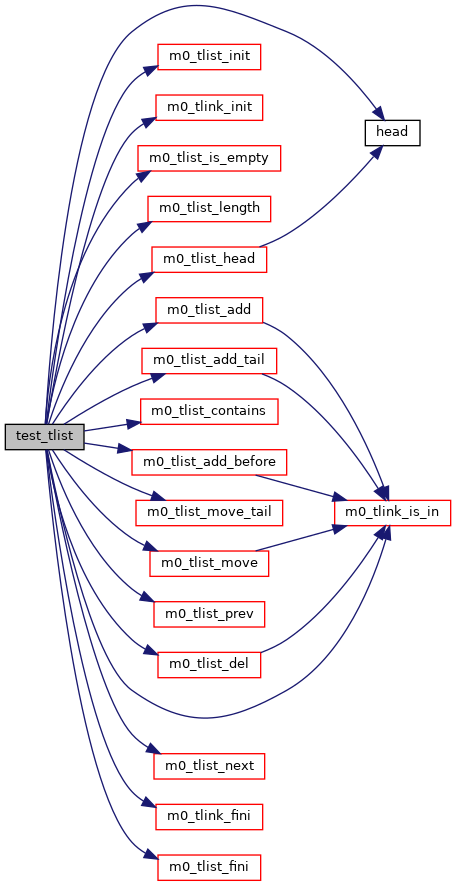 test_tlist
m0_tlist_init
m0_tlink_init
head
m0_tlist_is_empty
m0_tlist_length
m0_tlist_head
m0_tlist_add
m0_tlist_add_tail
m0_tlist_contains
m0_tlist_add_before
m0_tlist_move_tail
m0_tlink_is_in
m0_tlist_move
m0_tlist_prev
m0_tlist_del
m0_tlist_next
m0_tlink_fini
m0_tlist_fini